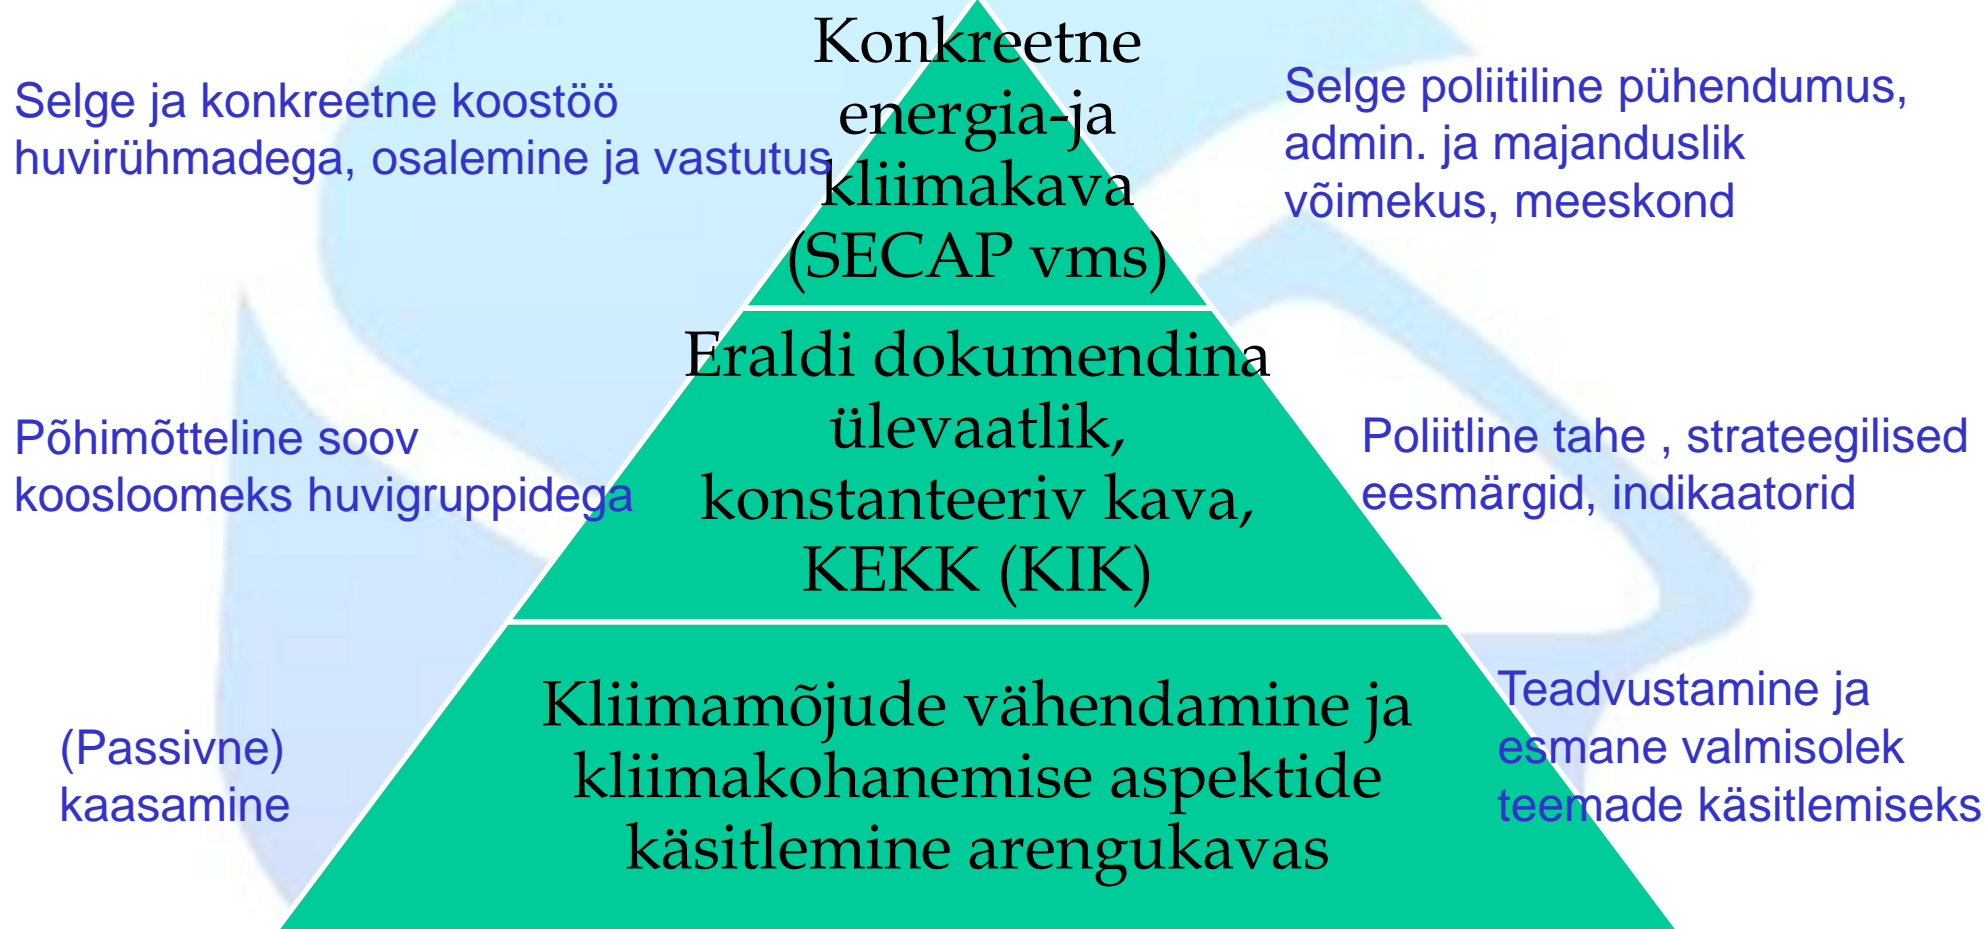 Konkreetne
energia-ja
kliimakava
(SECAP vms)
Selge ja konkreetne koostöö
huvirühmadega, osalemine ja vastutus
Selge poliitiline pühendumus,
admin. ja majanduslik
võimekus, meeskond
Eraldi dokumendina
ülevaatlik,
konstanteeriv kava,
KEKK (KIK)
Põhimõtteline soov
koosloomeks huvigruppidega
Poliitline tahe , strateegilised
eesmärgid, indikaatorid
Kliimamõjude vähendamine ja
kliimakohanemise aspektide
käsitlemine arengukavas
(Passivne)
kaasamine
Teadvustamine ja
esmane valmisolek
teemade käsitlemiseks